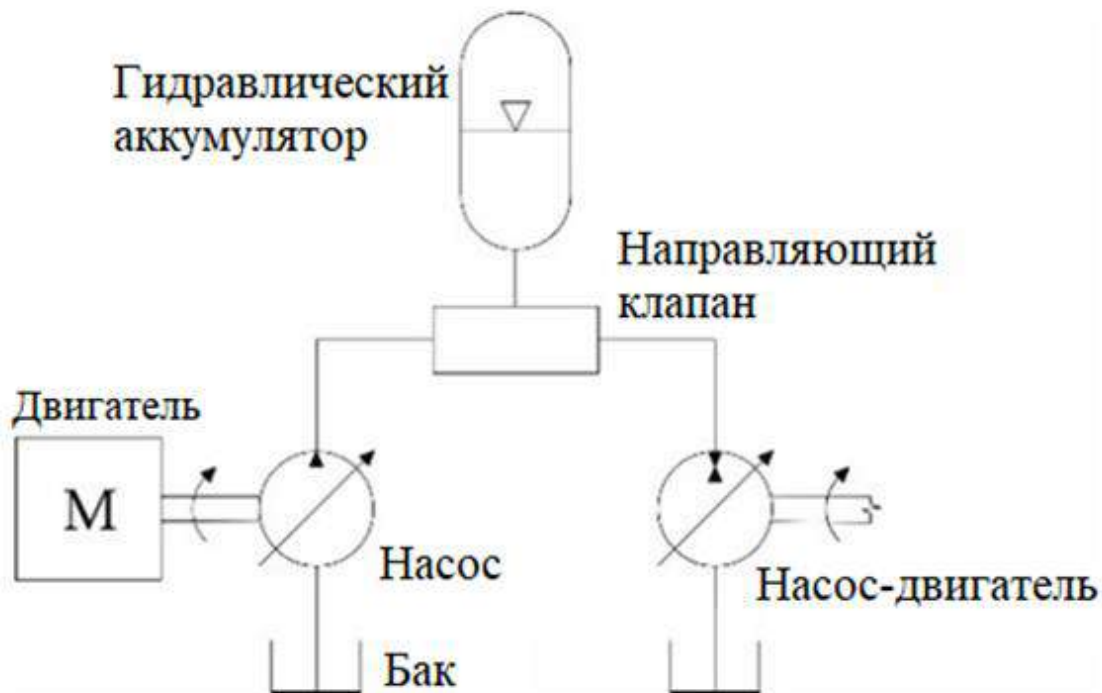 Гидравлический
аккумулятор
Направляющий
клапан
Двигатель
М
Насос
Насос-двигатель
Бак